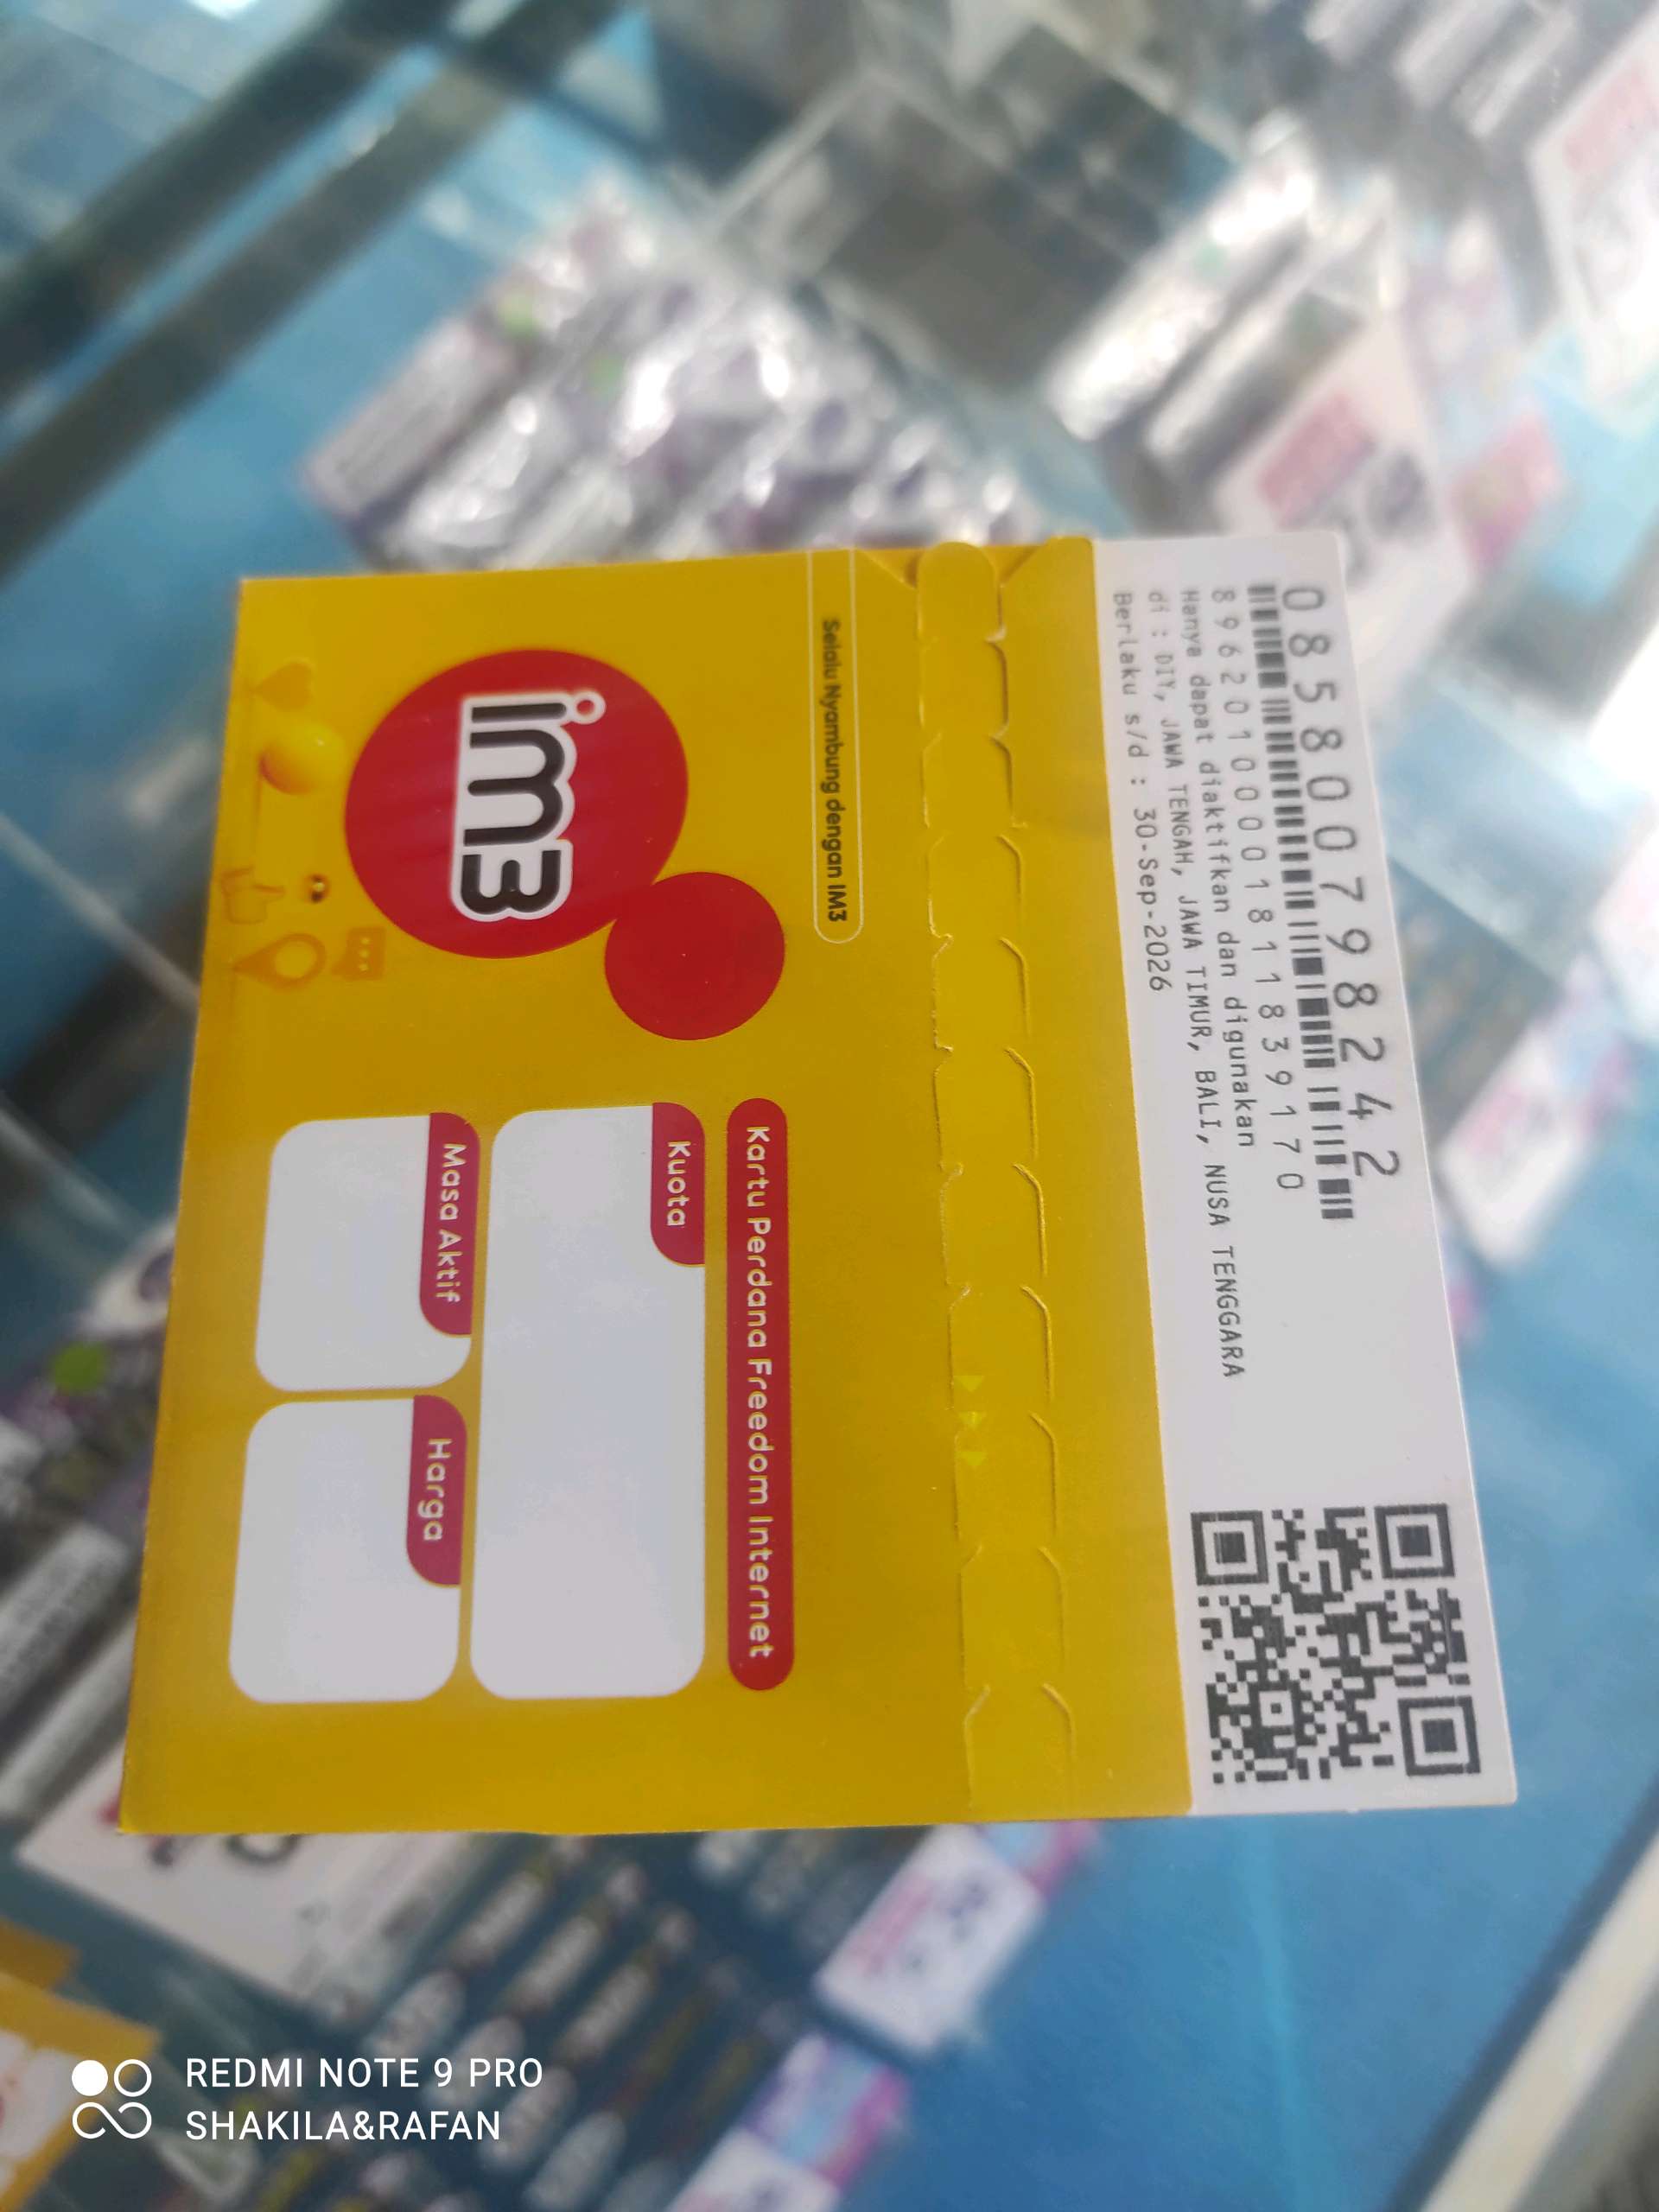 085800798242
89620100001811839170
Hanya dapat diaktifkan dan digunakan
di : DIY, JAWA TENGAH, JAWA TIMUR, BALI, NUSA TENGGARA
Berlaku s/d : 30-Sep-2026
Selalu Nyambung dengan IM3
im3
Kartu Perdana Freedom Internet
Kuota
Masa Aktif
Harga
REDMI NOTE 9 PRO
SHAKILA&RAFAN